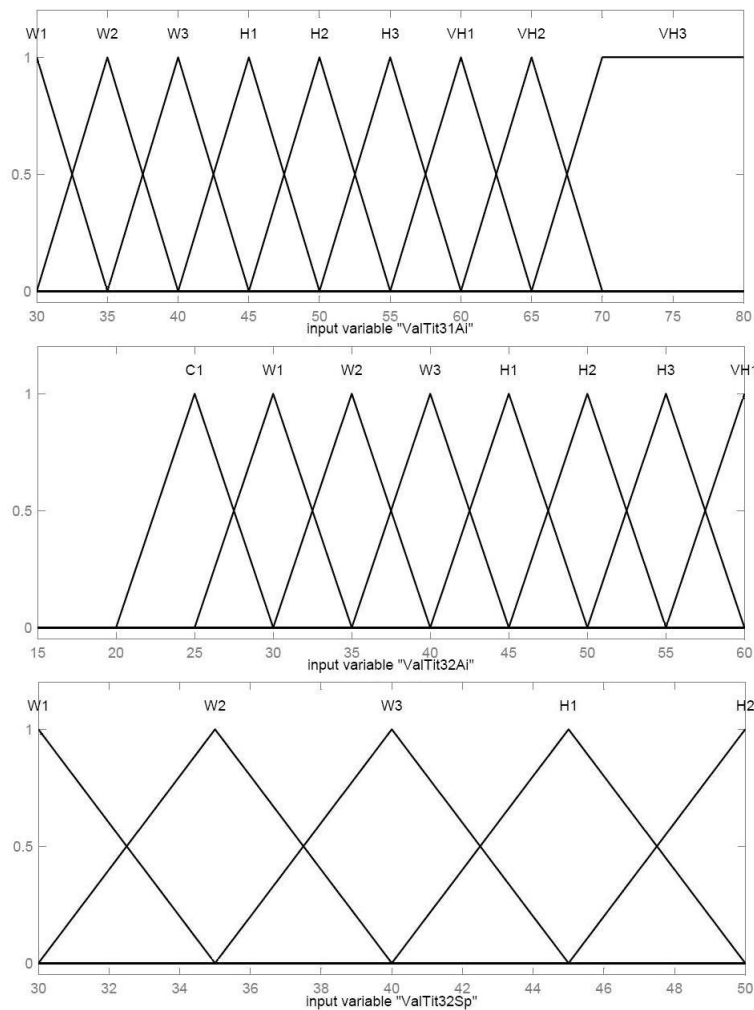 W1 W2 W3 H1 H2 H3 VH1 VH2 VH3
1
0.5
0
30 35 40 45 50 55 60 65 70 75 80
input variable "ValTit31Ai"
C1 W1 W2 W3 H1 H2 H3 VH1
1
0.5
0
15 20 25 30 35 40 45 50 55 60
input variable "ValTit32Ai"
W1 W2 W3 H1 H2
1
0.5
0
30 32 34 36 38 40 42 44 46 48 50
input variable "ValTit32Sp"